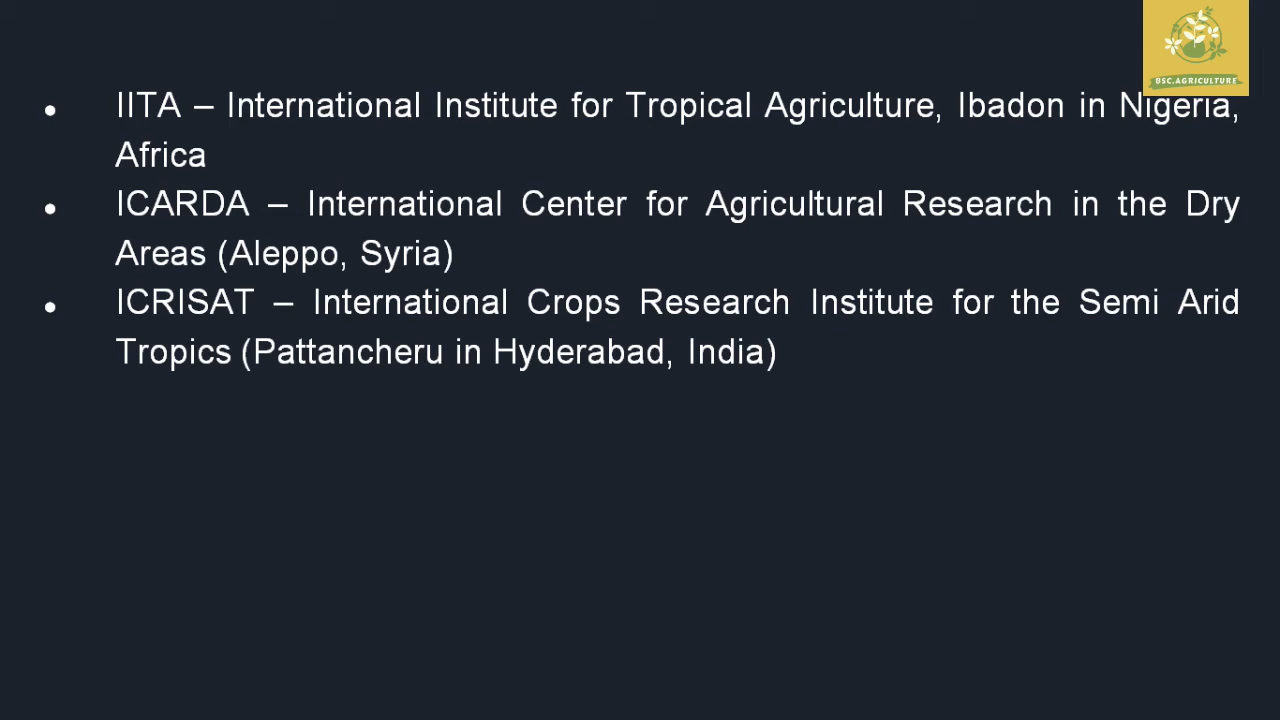 BSC.AGRICULTURE
● IITA – International Institute for Tropical Agriculture, Ibadon in Nigeria,
Africa
● ICARDA – International Center for Agricultural Research in the Dry
Areas (Aleppo, Syria)
● ICRISAT – International Crops Research Institute for the Semi Arid
Tropics (Pattancheru in Hyderabad, India)